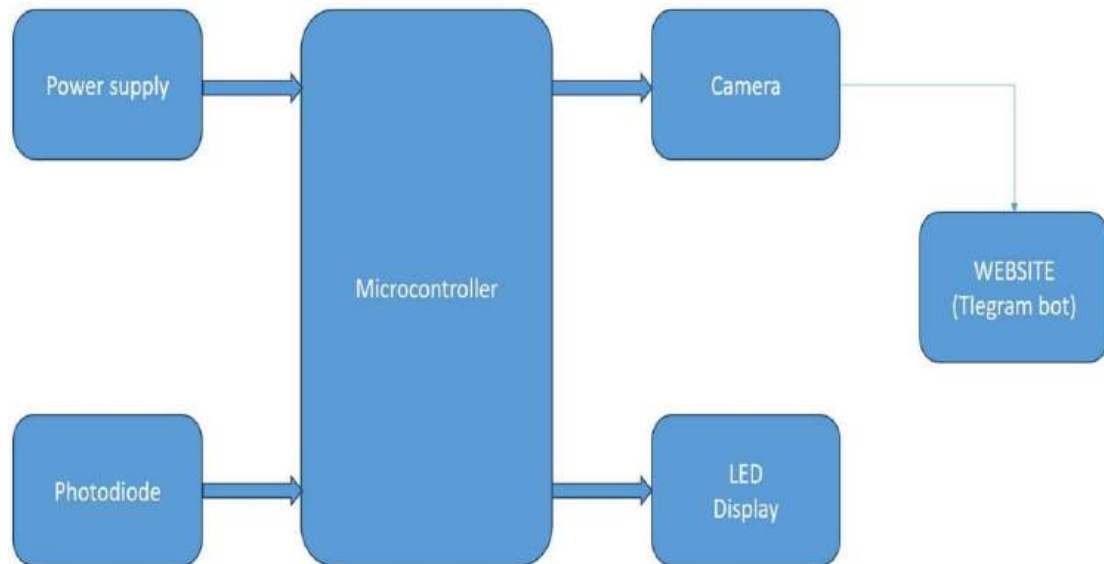 Power supply
Camera
Microcontroller
WEBSITE
(Tlegram bot)
Photodiode
LED
Display